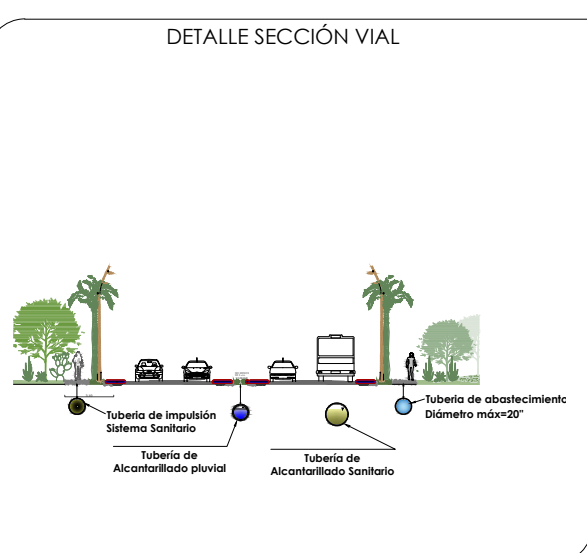 DETALLE SECCIÓN VIAL
Tuberia de impulsión
Sistema Sanitario
Tubería de
Alcantarillado pluvial
Tubería de
Alcantarillado Sanitario
Tuberia de abastecimiento
Diámetro máx=20"